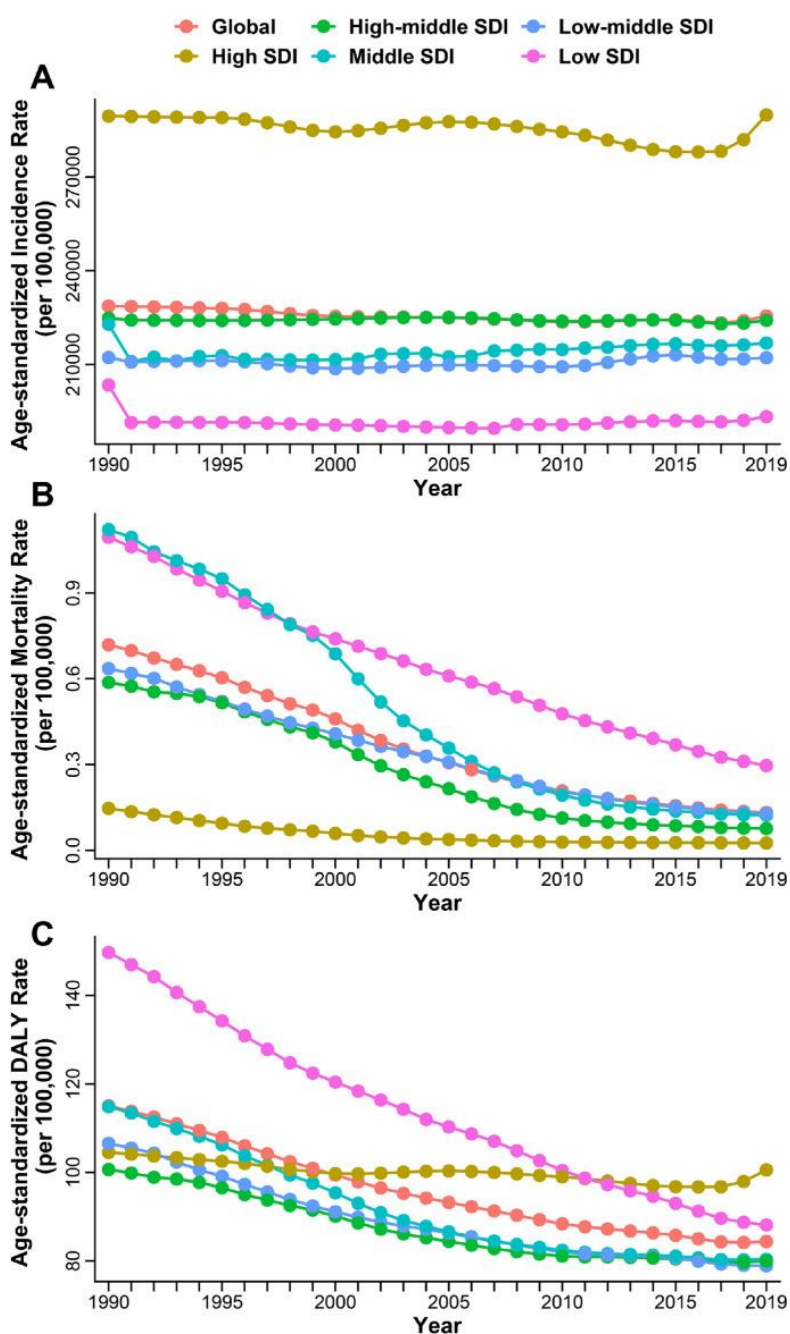 Global High-middle SDI Low-middle SDI
High SDI Middle SDI Low SDI
A
Age-standardized Incidence Rate
(per 100,000)
270000
240000
210000
1990 1995 2000 2005 2010 2015 2019
Year
B
Age-standardized Mortality Rate
(per 100,000)
0.9
0.6
0.3
0.0
1990 1995 2000 2005 2010 2015 2019
Year
C
Age-standardized DALY Rate
(per 100,000)
140
120
100
80
1990 1995 2000 2005 2010 2015 2019
Year